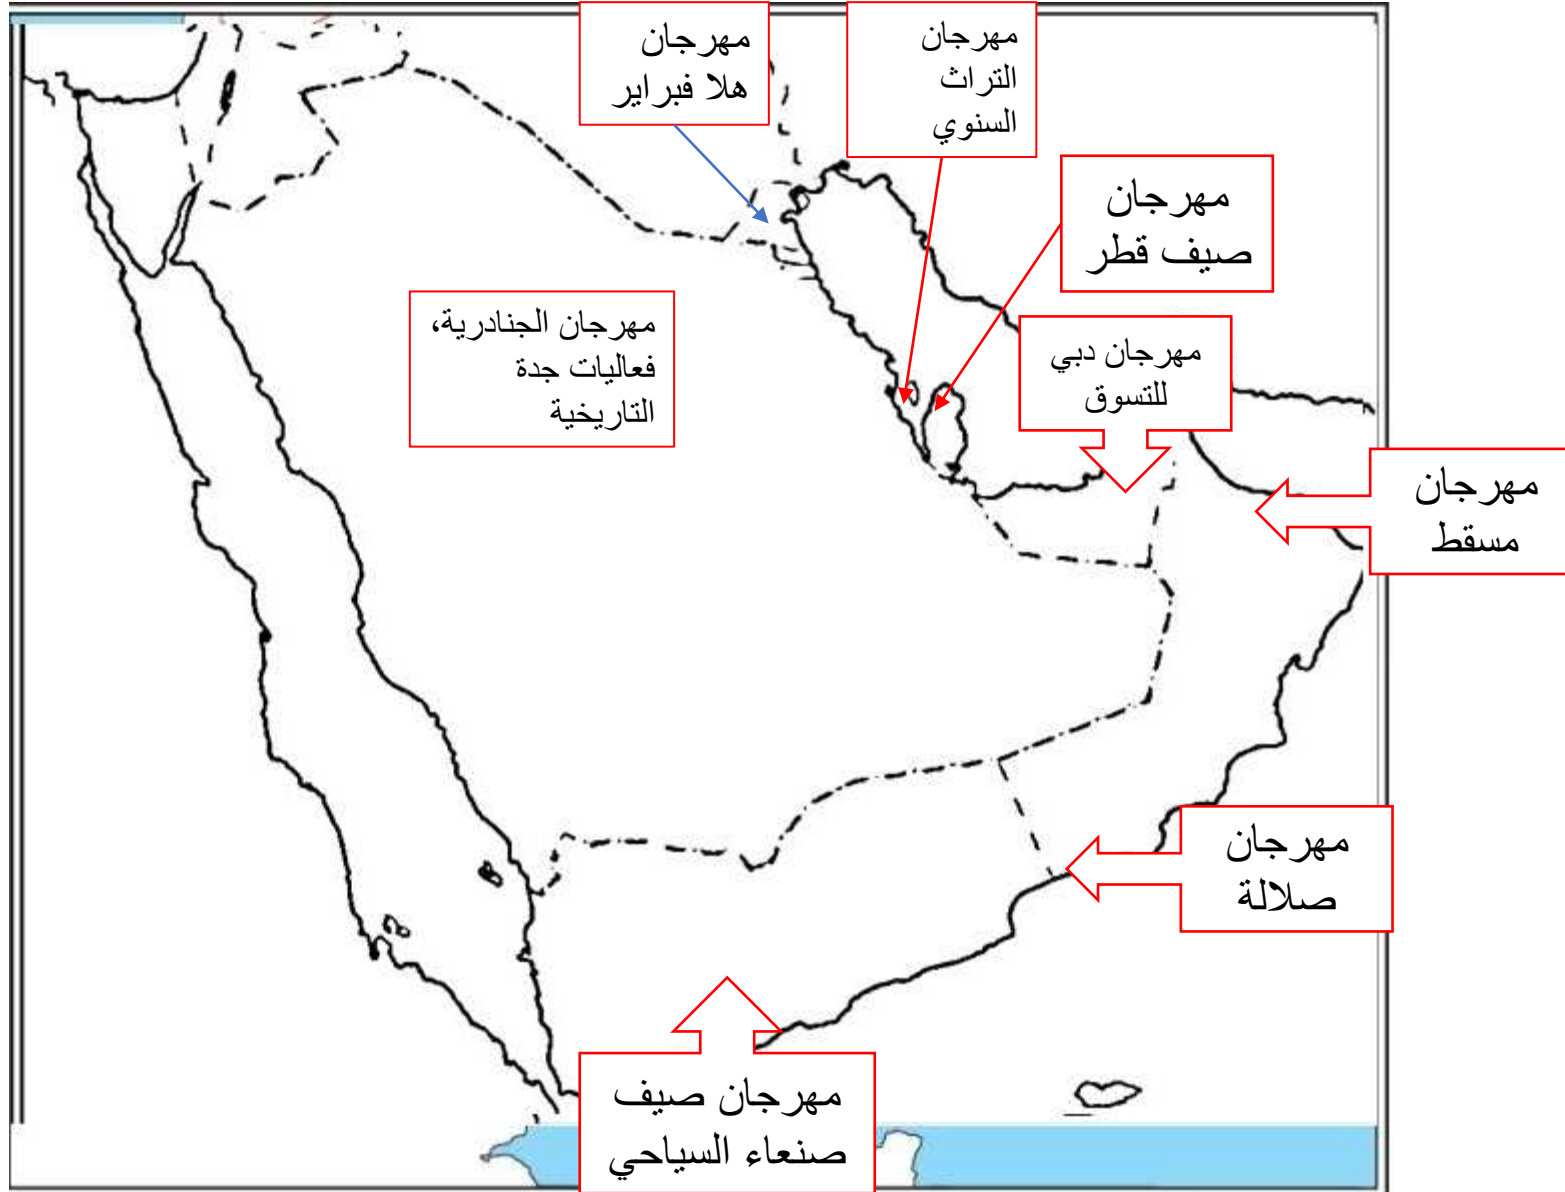 مهرجان
هلا فبراير
مهرجان
التراث
السنوي
مهرجان
صيف قطر
مهرجان الجنادرية،
فعاليات جدة
التاريخية
مهرجان دبي
للتسوق
مهرجان
مسقط
مهرجان
صلالة
مهرجان صيف
صنعاء السياحي